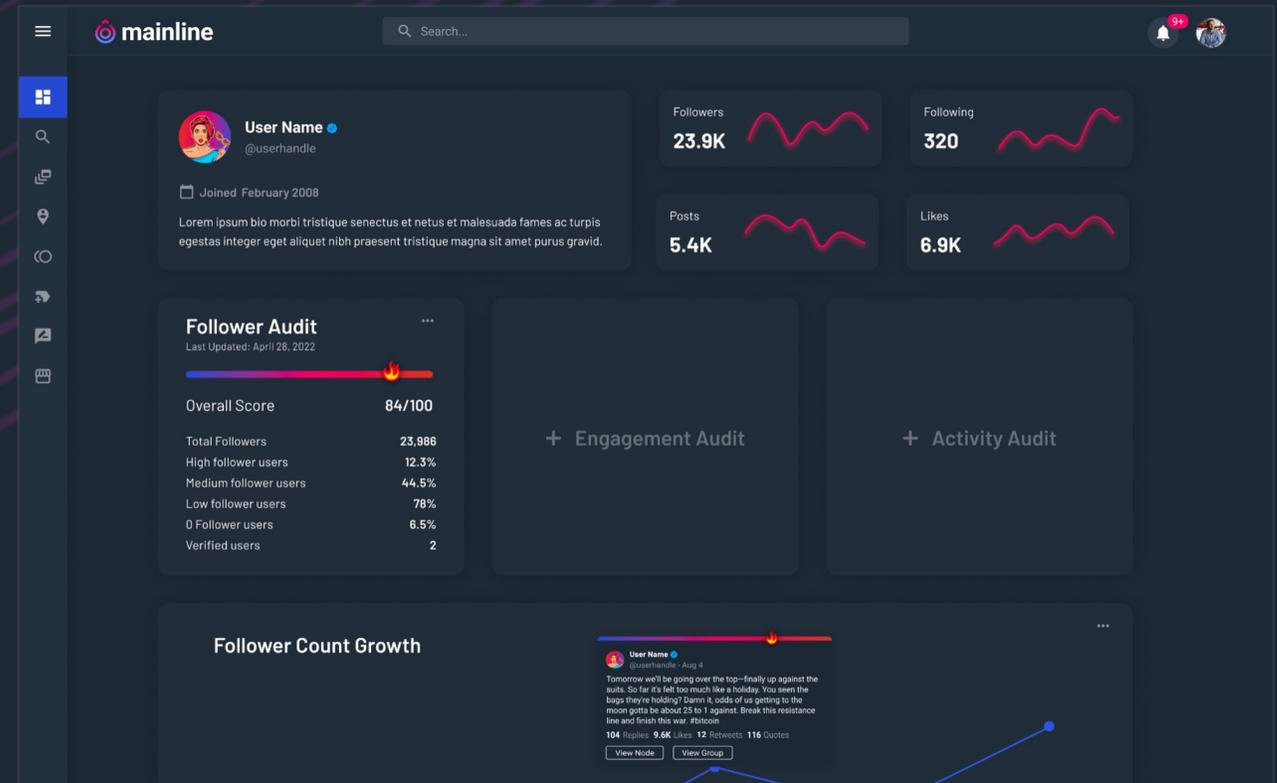 mainline
Search...
9+
User Name
@userhandle
Joined February 2008
Lorem ipsum bio morbi tristique senectus et netus et malesuada fames ac turpis
egestas integer eget aliquet nibh praesent tristique magna sit amet purus gravid.
Followers
23.9K
Following
320
Posts
5.4K
Likes
6.9K
Follower Audit
Last Updated: April 28, 2022
Overall Score 84/100
Total Followers 23,986
High follower users 12.3%
Medium follower users 44.5%
Low follower users 78%
0 Follower users 6.5%
Verified users 2
+ Engagement Audit
+ Activity Audit
Follower Count Growth
User Name
@userhandle - Aug 4
Tomorrow we'll be going over the top—finally up against the
suits. So far it's felt too much like a holiday. You seen the
bags they're holding? Damn it, odds of us getting to the
moon gotta be about 25 to 1 against. Break this resistance
line and finish this war. #bitcoin
104 Replies 9.6K Likes 12 Retweets 116 Quotes
View Node
View Group